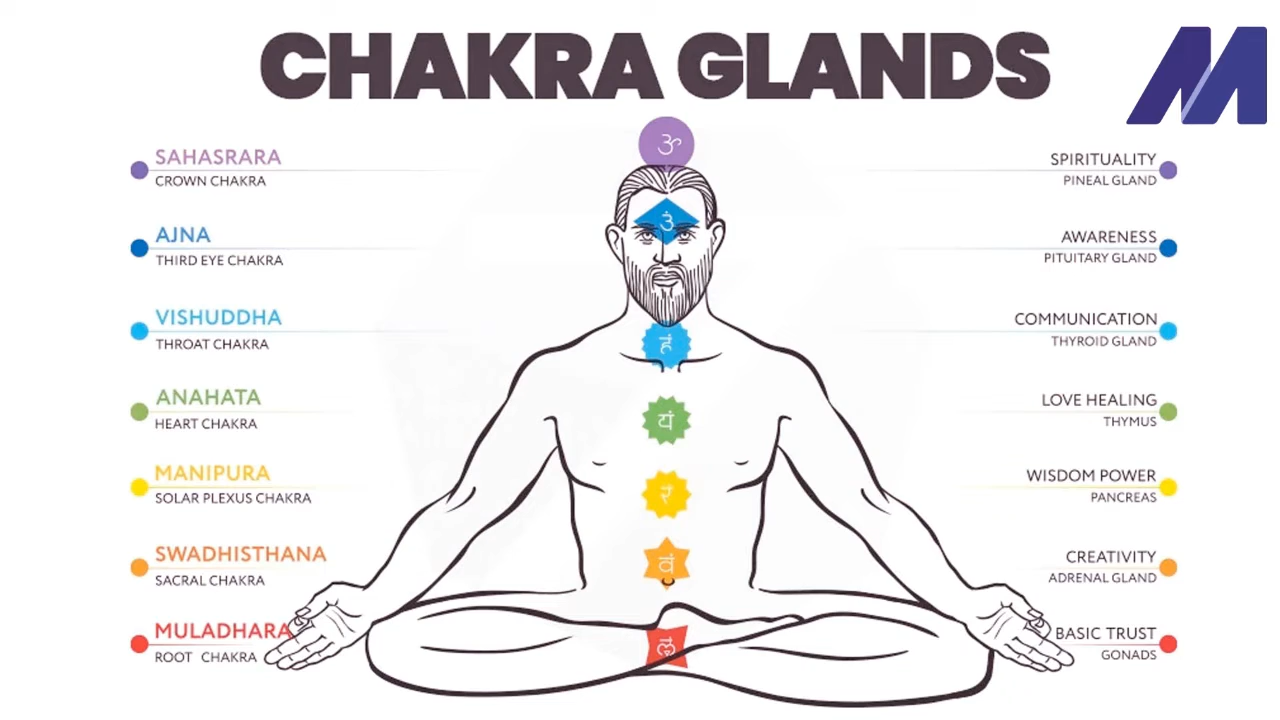 CHAKRA GLANDS
M
SAHASRARA
CROWN CHAKRA
SPIRITUALITY
PINEAL GLAND
ॐ
AJNA
THIRD EYE CHAKRA
AWARENESS
PITUITARY GLAND
VISHUDDHA
THROAT CHAKRA
COMMUNICATION
THYROID GLAND
हं
ANAHATA
HEART CHAKRA
LOVE HEALING
THYMUS
यं
MANIPURA
SOLAR PLEXUS CHAKRA
WISDOM POWER
PANCREAS
रं
SWADHISTHANA
SACRAL CHAKRA
CREATIVITY
ADRENAL GLAND
वं
MULADHARA
ROOT CHAKRA
BASIC TRUST
GONADS
लं